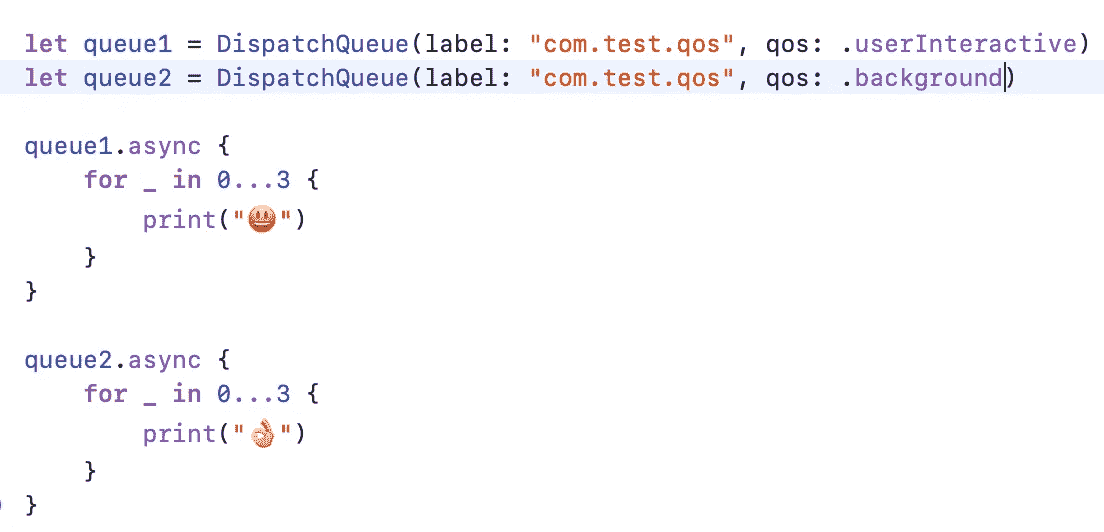 let queue1 = DispatchQueue(label: "com.test.qos", qos: .userInteractive)
let queue2 = DispatchQueue(label: "com.test.qos", qos: .background)
queue1.async {
    for _ in 0...3 {
        print("😃")
    }
}
queue2.async {
    for _ in 0...3 {
        print("👌🏻")
    }
}